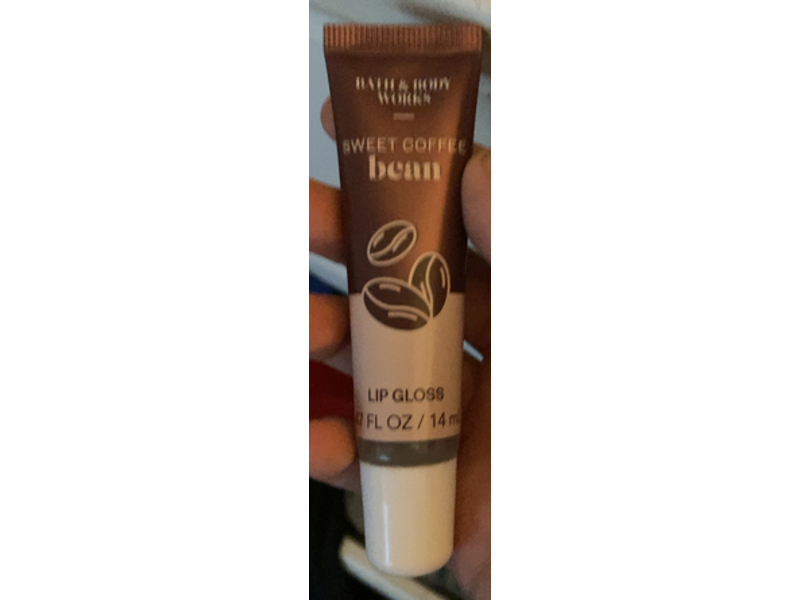 BATH & BODY
WORKS
SWEET COFFEE
bean
LIP GLOSS
FL OZ / 14